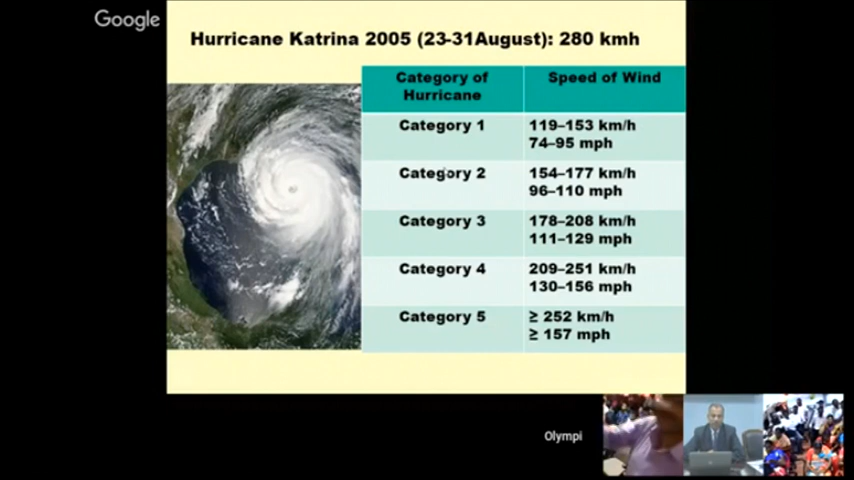 Google
Hurricane Katrina 2005 (23-31August): 280 kmh
Category of
Hurricane
Speed of Wind
Category 1
119–153 km/h
74–95 mph
Category 2
154–177 km/h
96–110 mph
Category 3
178–208 km/h
111–129 mph
Category 4
209–251 km/h
130–156 mph
Category 5
≥ 252 km/h
≥ 157 mph
Olympi